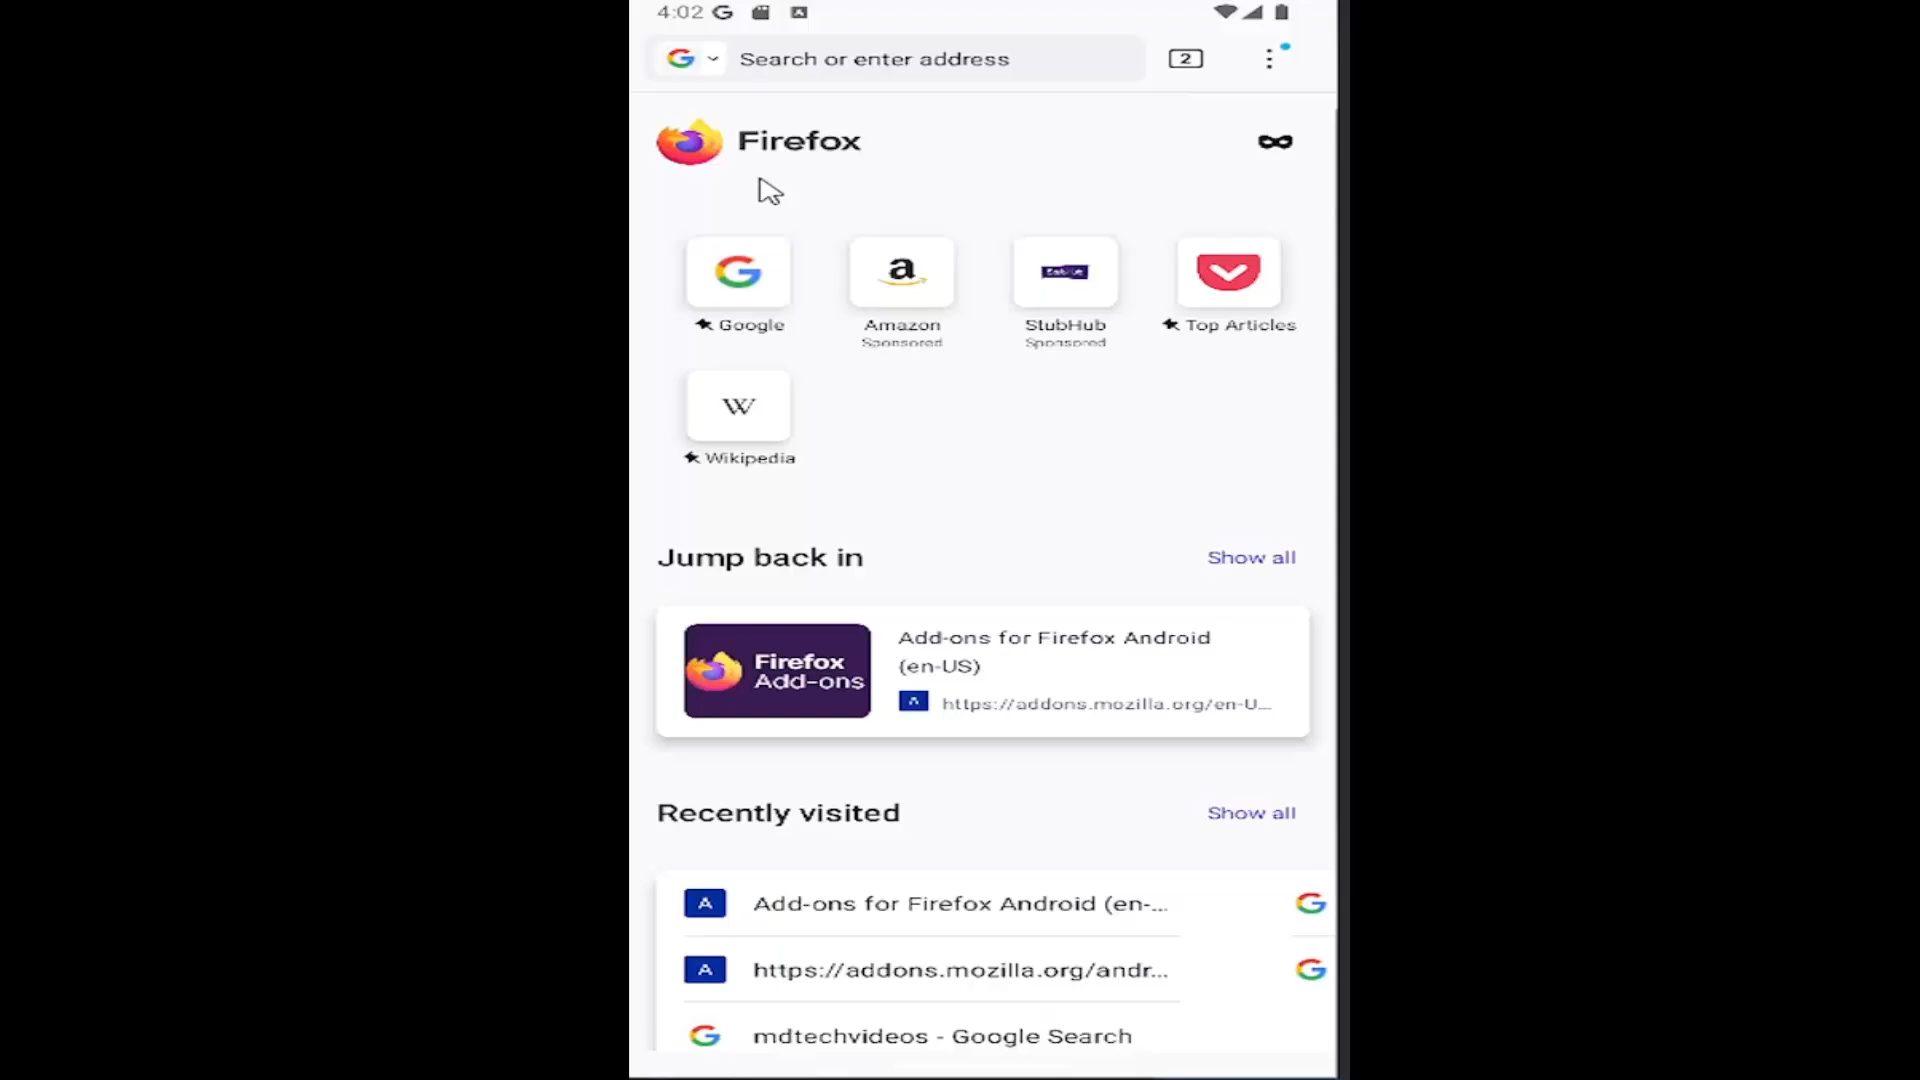 4:02
Search or enter address
2
Firefox
Google
Amazon
Sponsored
StubHub
Sponsored
Top Articles
W
Wikipedia
Jump back in
Show all
Firefox
Add-ons
Add-ons for Firefox Android
(en-US)
A
https://addons.mozilla.org/en-U...
Recently visited
Show all
A
Add-ons for Firefox Android (en-...
A
https://addons.mozilla.org/andr...
mdtechvideos - Google Search